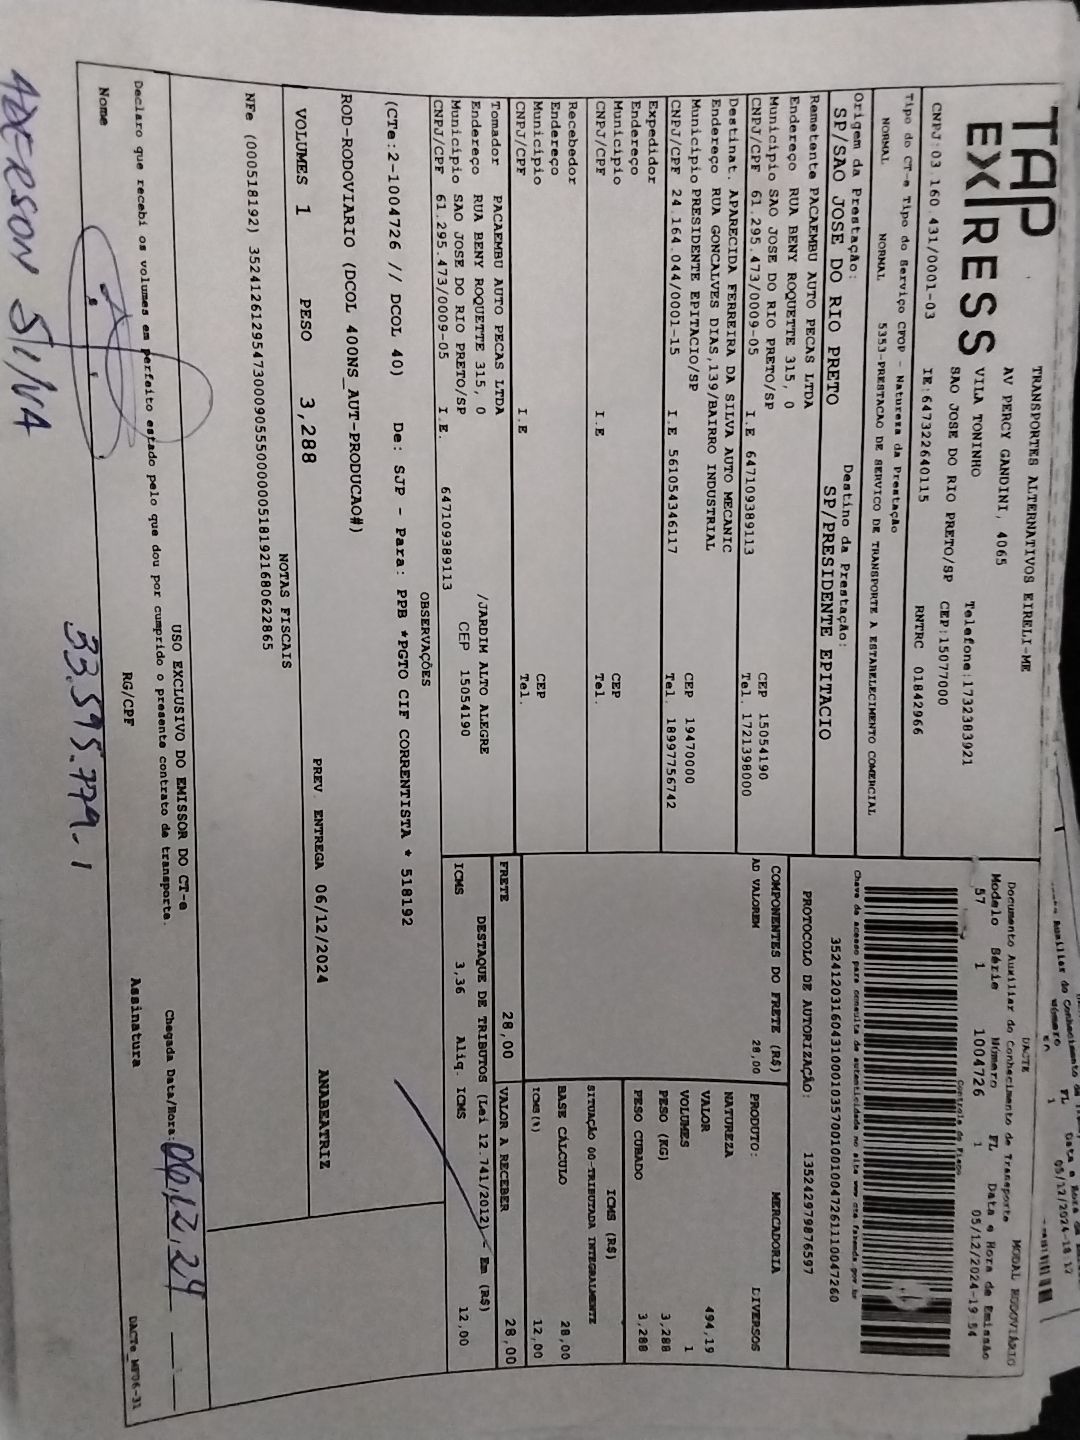 TAP
EXPRESS
TRANSPORTES ALTERNATIVOS EIRELI-ME
AV PERCY GANDINI, 4065
VILA TONINHO Telefone:1732383921
SAO JOSE DO RIO PRETO/SP CEP:15077000
CNPJ:03.160.431/0001-03 IE:647322640115 RNTRC 01842966
Tipo do CT-e Tipo do Serviço CFOP - Natureza da Prestação
NORMAL NORMAL 5353-PRESTACAO DE SERVICO DE TRANSPORTE A ESTABELECIMENTO COMERCIAL
Origem da Prestação: Destino da Prestação:
SP/SAO JOSE DO RIO PRETO SP/PRESIDENTE EPITACIO
Remetente PACAEMBU AUTO PECAS LTDA
Endereço RUA BENY ROQUETTE 315, 0
Municipio SAO JOSE DO RIO PRETO/SP CEP 15054190
CNPJ/CPF 61.295.473/0009-05 I.E 647109389113 Tel. 1721398000
Destinat. APARECIDA FERREIRA DA SILVA AUTO MECANIC
Endereço RUA GONCALVES DIAS,139/BAIRRO INDUSTRIAL
Municipio PRESIDENTE EPITACIO/SP CEP 19470000
CNPJ/CPF 24.164.044/0001-15 I.E 561054346117 Tel. 18997756742
Expedidor
Endereço
Municipio CEP
CNPJ/CPF I.E Tel.
Recebedor
Endereço
Municipio CEP
CNPJ/CPF I.E Tel.
Tomador PACAEMBU AUTO PECAS LTDA
Endereço RUA BENY ROQUETTE 315, 0 /JARDIM ALTO ALEGRE
Municipio SAO JOSE DO RIO PRETO/SP CEP 15054190
CNPJ/CPF 61.295.473/0009-05 I.E. 647109389113
DACTE MODAL RODOVIÁRIO
Documento Auxiliar do Conhecimento de Transporte
Modelo Série Número FL Data e Hora de Emissão
57 1 1004726 1 05/12/2024-19:54
Controle do Fisco
Chave de acesso para consulta de autenticidade no site www.cte.fazenda.gov.br
35241203160431000103570010010047261110047260
PROTOCOLO DE AUTORIZAÇÃO: 135242979876597
COMPONENTES DO FRETE (R$)
AD VALOREM 28,00
MERCADORIA
PRODUTO: DIVERSOS
NATUREZA
VALOR 494,19
VOLUMES 1
PESO (KG) 3,288
PESO CUBADO 3,288
ICMS (R$)
SITUAÇÃO 00-TRIBUTADA INTEGRALMENTE
BASE CÁLCULO 28,00
ICMS(%) 12,00
FRETE 28,00 VALOR A RECEBER 28,00
DESTAQUE DE TRIBUTOS (Lei 12.741/2012) - Em (R$)
ICMS 3,36 Aliq. ICMS 12,00
OBSERVAÇÕES
(CTe:2-1004726 // DCOL 40) De: SJP - Para: PPB *PGTO CIF CORRENTISTA * 518192
ROD-RODOVIARIO (DCOL 400NS_AUT-PRODUCAO#)
VOLUMES 1 PESO 3,288 PREV. ENTREGA 06/12/2024 ANABEATRIZ
NOTAS FISCAIS
NFe (000518192) 35241261295473000905550000005181921680622865
USO EXCLUSIVO DO EMISSOR DO CT-e
Declaro que recebi os volumes em perfeito estado pelo que dou por cumprido o presente contrato de transporte. Chegada Data/Hora: 06,12,24
Nome RG/CPF Assinatura DACTe_MP06-31
33.595.779-1
ADERSON SILVA